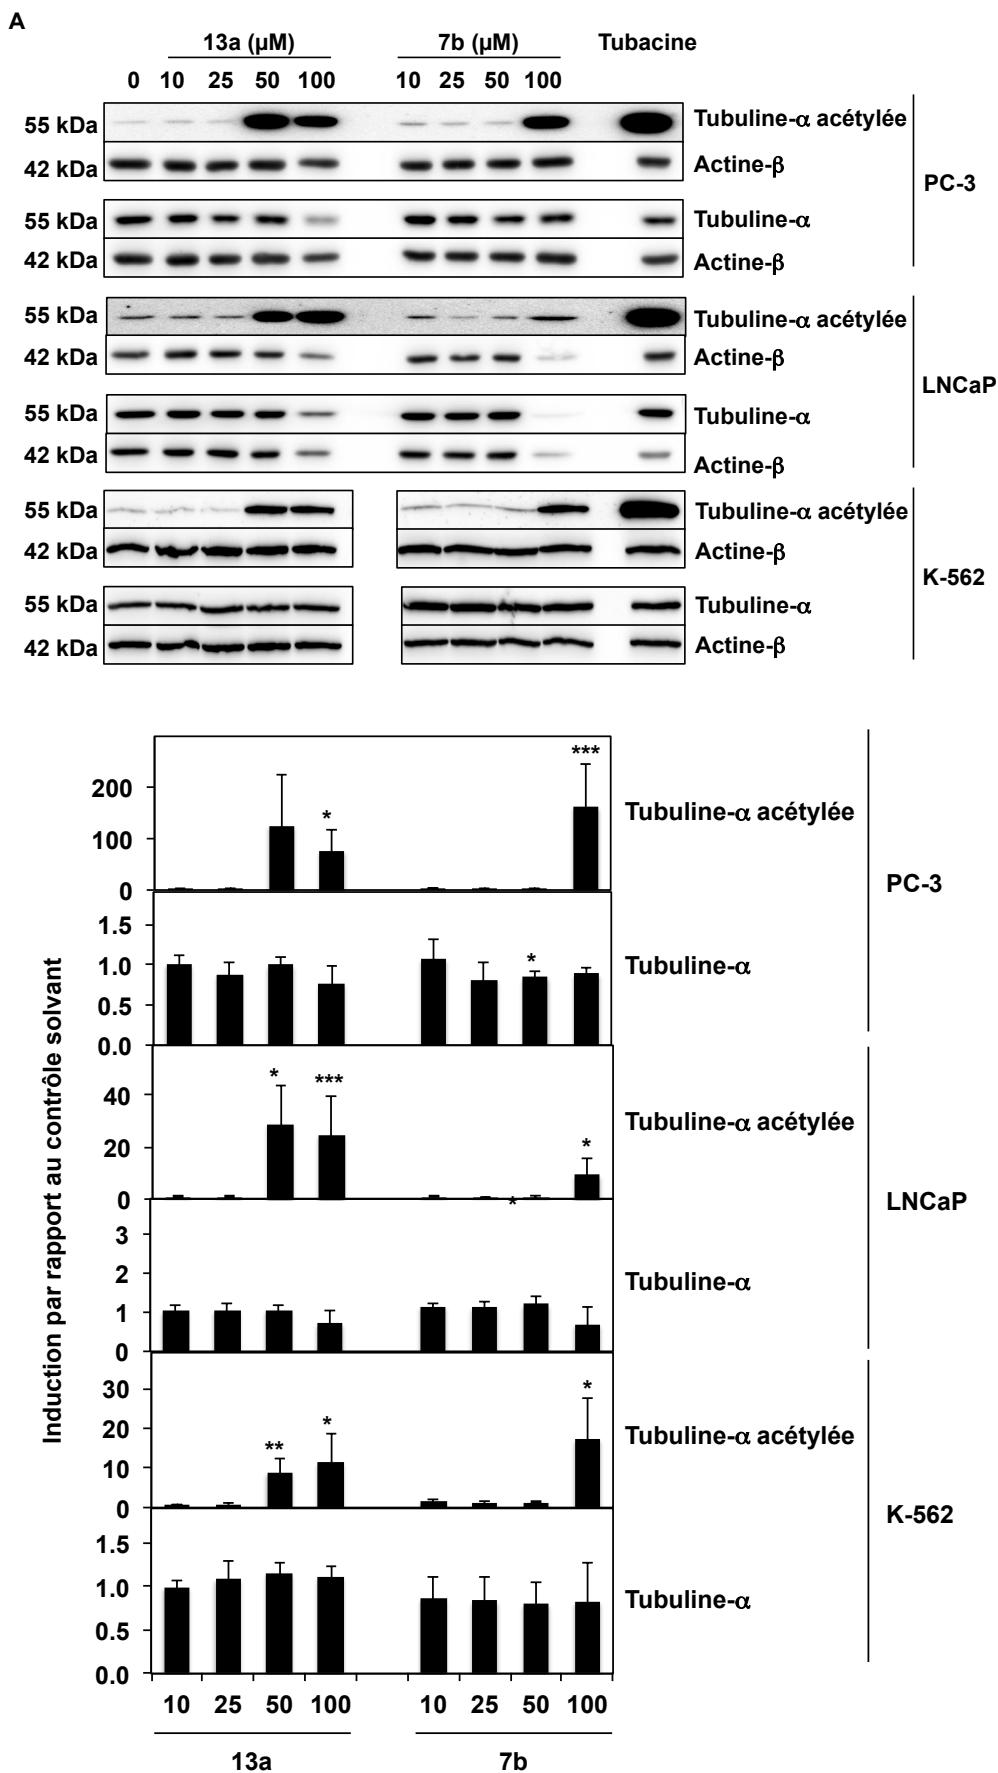 A
13a (µM) 7b (µM) Tubacine
0 10 25 50 100 10 25 50 100
55 kDa Tubuline-α acétylée
42 kDa Actine-β
PC-3
55 kDa Tubuline-α
42 kDa Actine-β
55 kDa Tubuline-α acétylée
42 kDa Actine-β
LNCaP
55 kDa Tubuline-α
42 kDa Actine-β
55 kDa Tubuline-α acétylée
42 kDa Actine-β
K-562
55 kDa Tubuline-α
42 kDa Actine-β
Induction par rapport au contrôle solvant
***
200
* Tubuline-α acétylée
100
0
PC-3
1.5
* Tubuline-α
1.0
0.5
0.0
* ***
40
Tubuline-α acétylée
*
20
0
*
LNCaP
3
2
Tubuline-α
1
0
*
30
* Tubuline-α acétylée
20
**
10
0
K-562
1.5
1.0
Tubuline-α
0.5
0.0
10 25 50 100 10 25 50 100
13a 7b